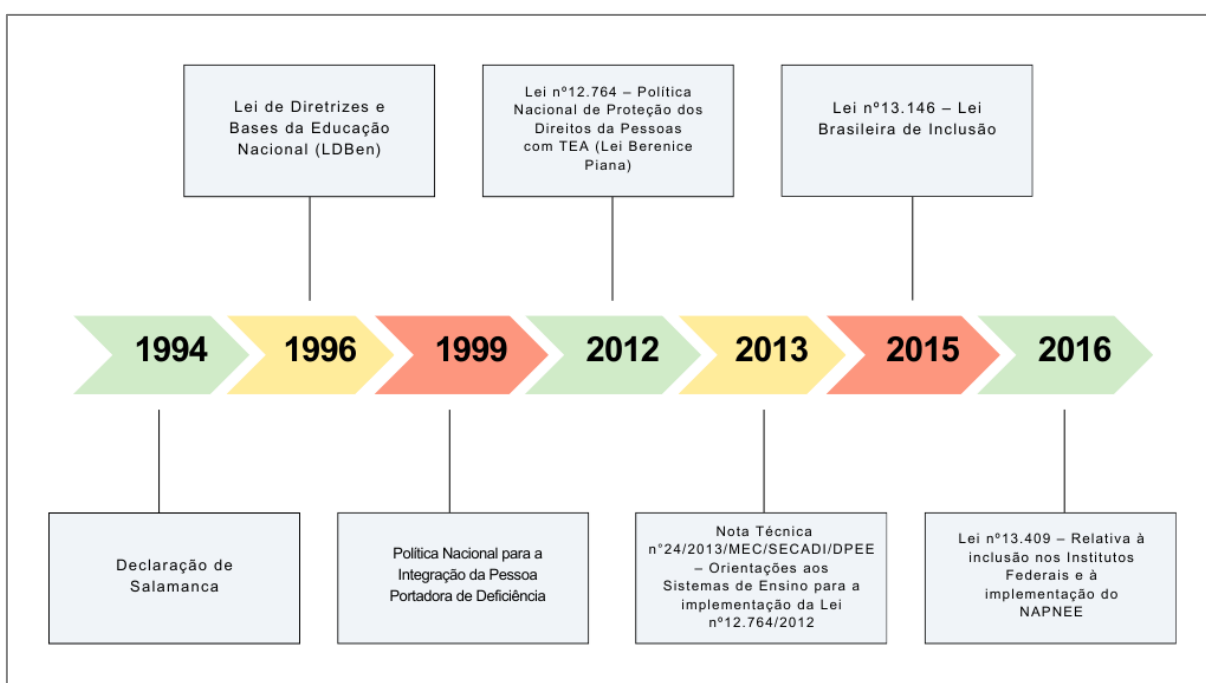 Lei de Diretrizes e
Bases da Educação
Nacional (LDBen)
Lei nº12.764 – Política
Nacional de Proteção dos
Direitos da Pessoas
com TEA (Lei Berenice
Piana)
Lei nº13.146 – Lei
Brasileira de Inclusão
1994
1996
1999
2012
2013
2015
2016
Declaração de
Salamanca
Política Nacional para a
Integração da Pessoa
Portadora de Deficiência
Nota Técnica
n°24/2013/MEC/SECADI/DPEE
– Orientações aos
Sistemas de Ensino para a
implementação da Lei
nº12.764/2012
Lei nº13.409 – Relativa à
inclusão nos Institutos
Federais e à
implementação do
NAPNEE